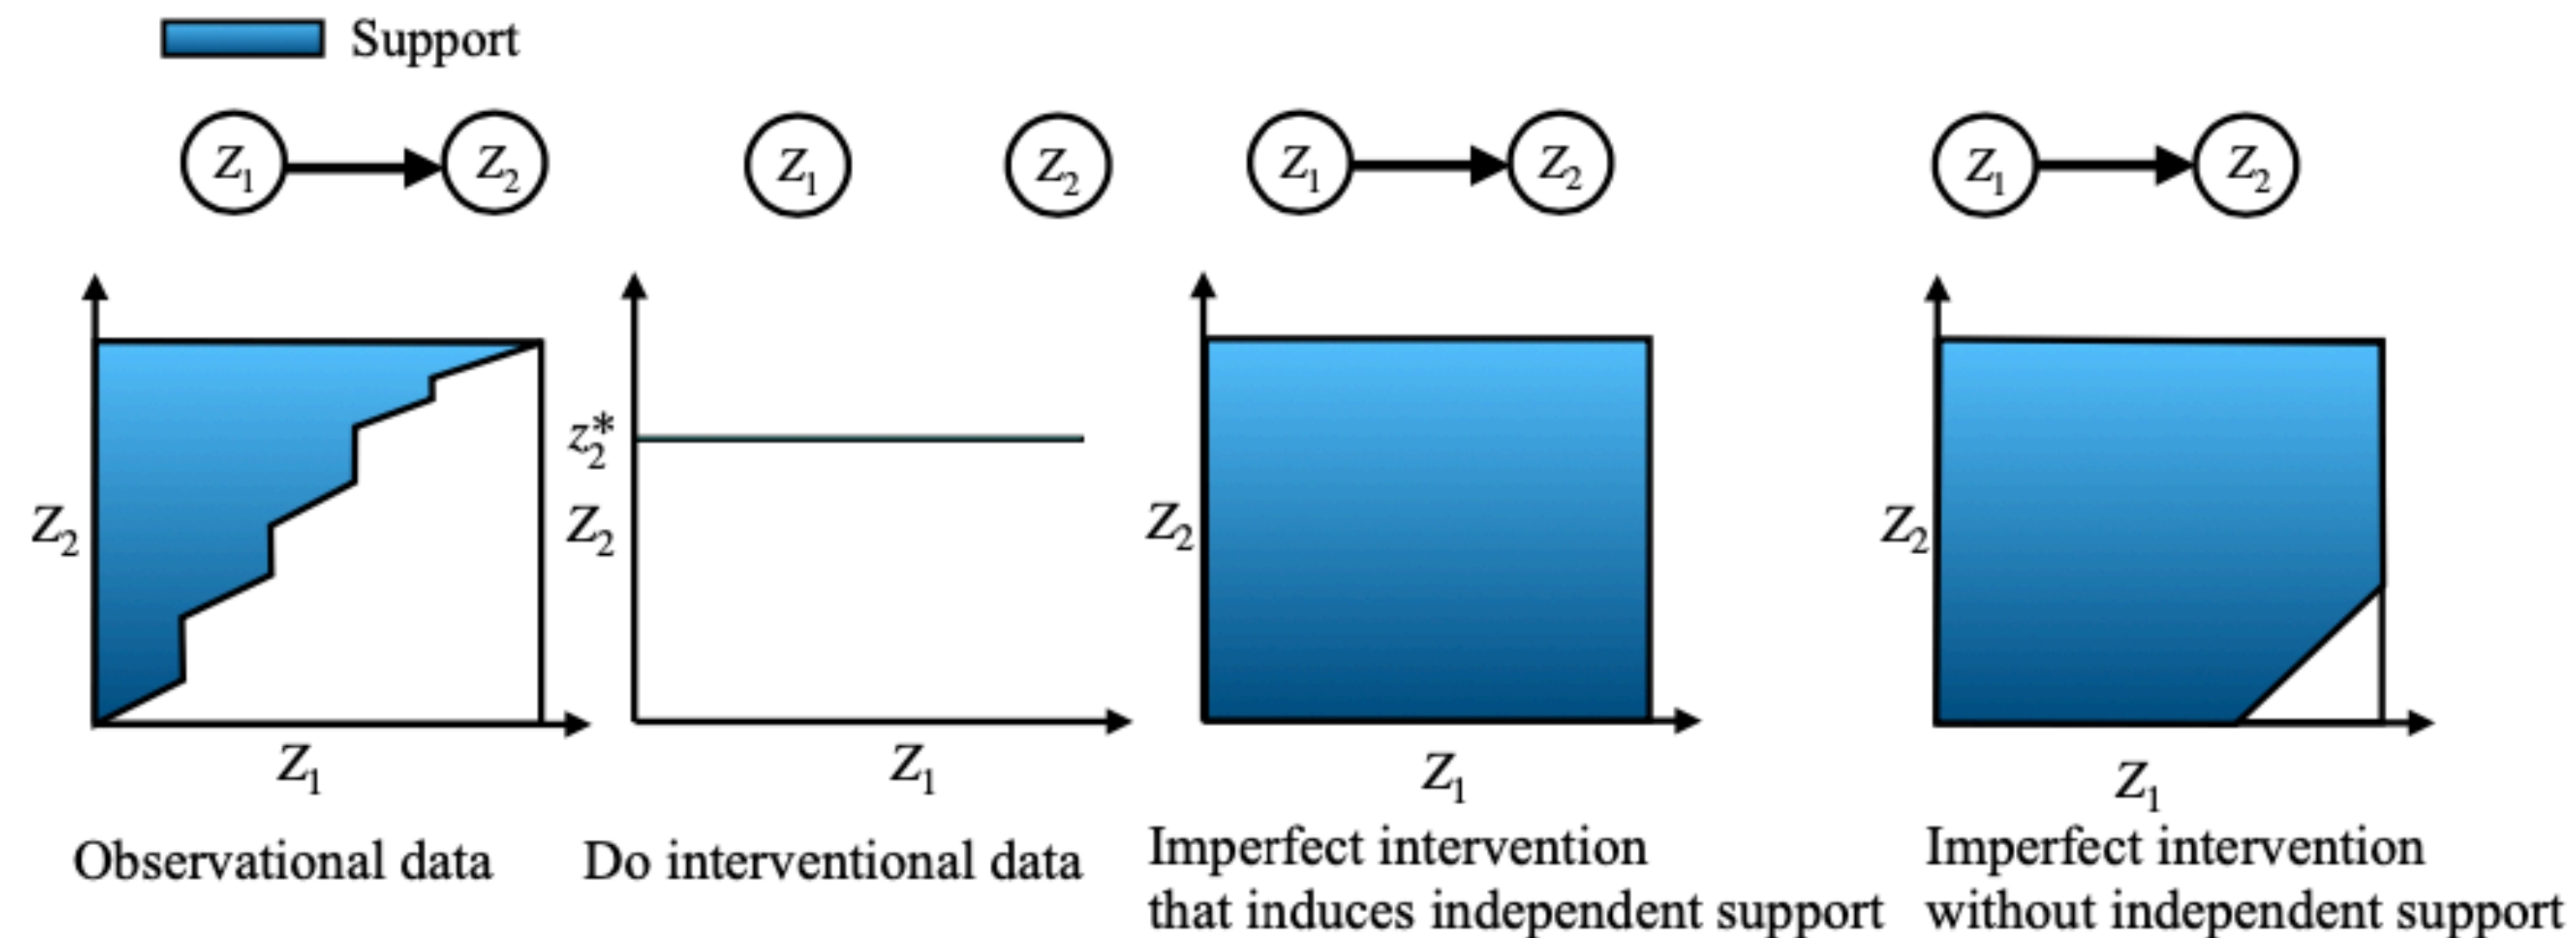 Support
Z₁ Z₂ Z₁ Z₂ Z₁ Z₂ Z₁ Z₂
z₂*
Z₂ Z₂ Z₂ Z₂
Z₁ Z₁ Z₁ Z₁
Observational data
Do interventional data
Imperfect intervention
that induces independent support
Imperfect intervention
without independent support